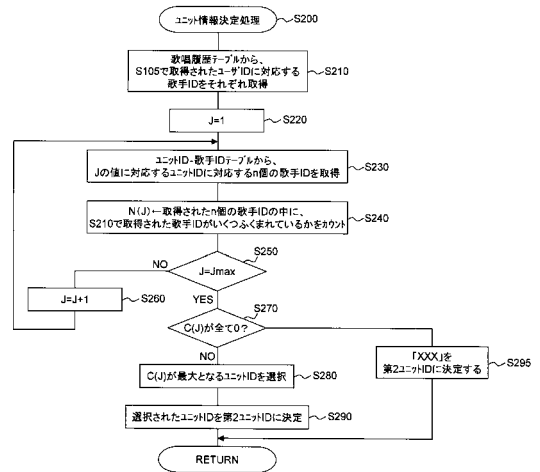 ユニット情報決定処理
S200
歌唱履歴テーブルから、
S105で取得されたユーザIDに対応する
歌手IDをそれぞれ取得
S210
J=1
S220
ユニットID-歌手IDテーブルから、
Jの値に対応するユニットIDに対応するn個の歌手IDを取得
S230
N(J)←取得されたn個の歌手IDの中に、
S210で取得された歌手IDがいくつふくまれているかをカウント
S240
S250
NO
J=Jmax
J=J+1
S260
YES
S270
C(J)が全て0?
NO
C(J)が最大となるユニットIDを選択
S280
「XXX」を
第2ユニットIDに決定する
S295
選択されたユニットIDを第2ユニットIDに決定
S290
RETURN